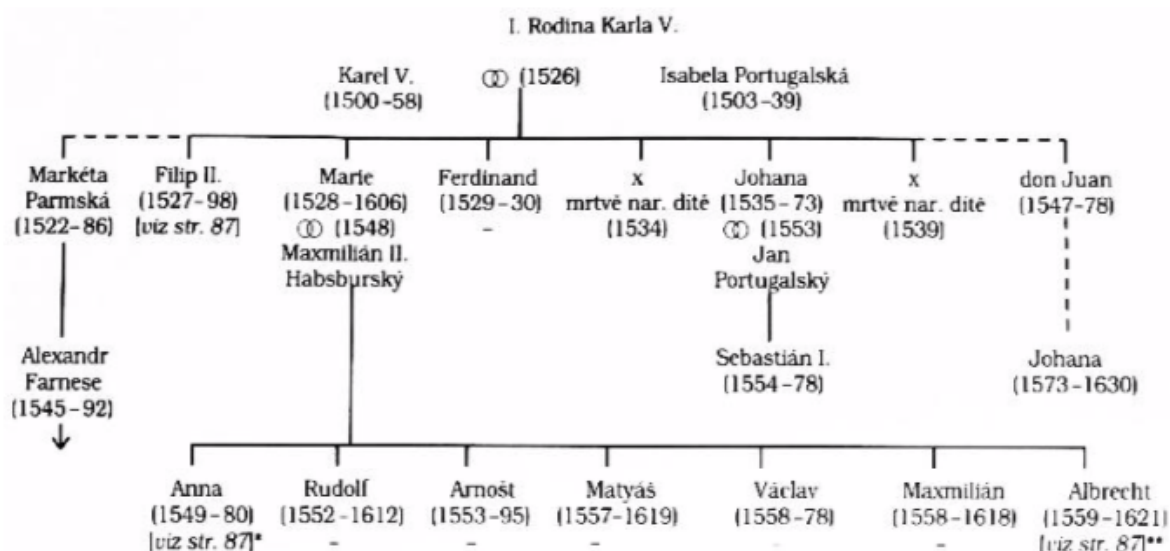 I. Rodina Karla V.
Karel V. ⚭ (1526) Isabela Portugalská
(1500–58) (1503–39)
Markéta Filip II. Marie Ferdinand x Johana x don Juan
Parmská (1527–98) (1528–1606) (1529–30) mrtvě nar. dítě (1535–73) mrtvě nar. dítě (1547–78)
(1522–86) [viz str. 87] ⚭ (1548) – (1534) ⚭ (1553) (1539)
Maxmilián II. Jan
Habsburský Portugalský
Alexandr Sebastián I. Johana
Farnese (1554–78) (1573–1630)
(1545–92)
Anna Rudolf Arnošt Matyáš Václav Maxmilián Albrecht
(1549–80) (1552–1612) (1553–95) (1557–1619) (1558–78) (1558–1618) (1559–1621)
[viz str. 87]* – – – – – [viz str. 87]**